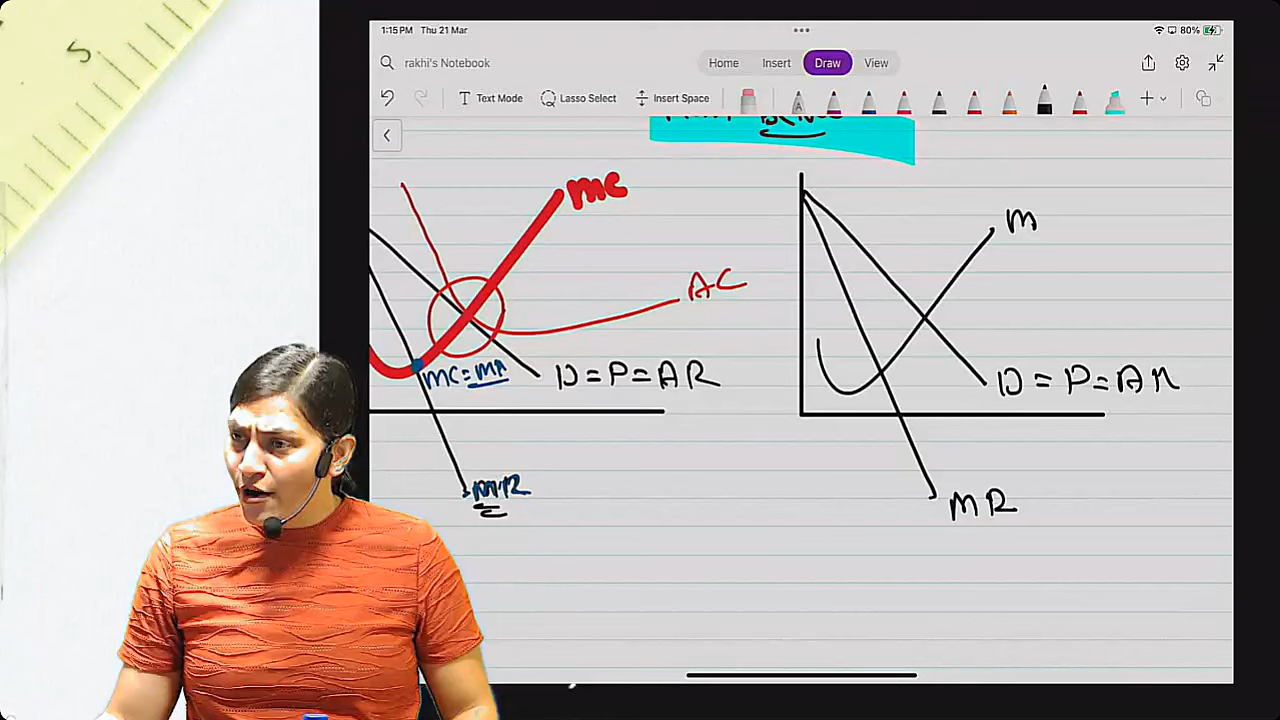 S
1:15 PM Thu 21 Mar
80%
rakhi's Notebook
Home Insert Draw View
Text Mode Lasso Select Insert Space
A
MC
M
AC
MC=MR
D=P=AR
D=P=AR
MR
MR